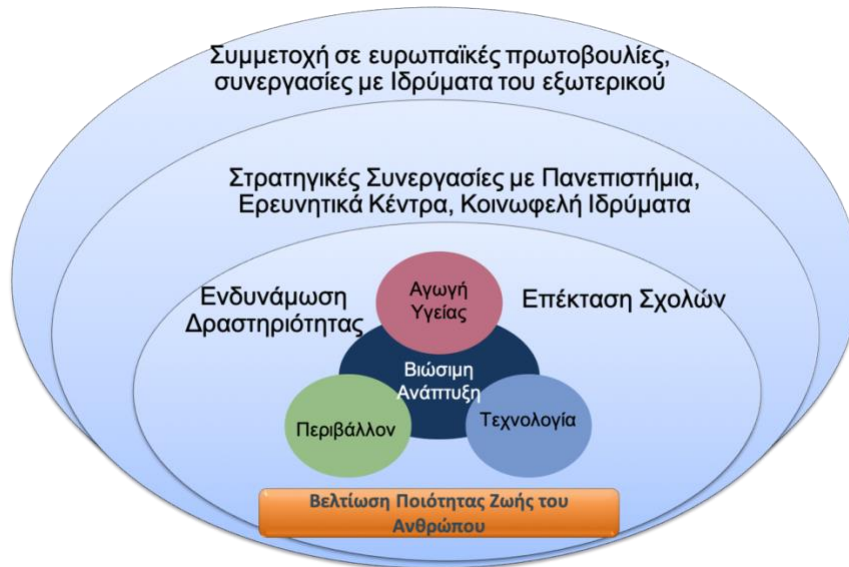 Συμμετοχή σε ευρωπαϊκές πρωτοβουλίες,
συνεργασίες με Ιδρύματα του εξωτερικού
Στρατηγικές Συνεργασίες με Πανεπιστήμια,
Ερευνητικά Κέντρα, Κοινωφελή Ιδρύματα
Ενδυνάμωση
Δραστηριότητας
Αγωγή
Υγείας
Επέκταση Σχολών
Βιώσιμη
Ανάπτυξη
Περιβάλλον
Τεχνολογία
Βελτίωση Ποιότητας Ζωής του
Ανθρώπου